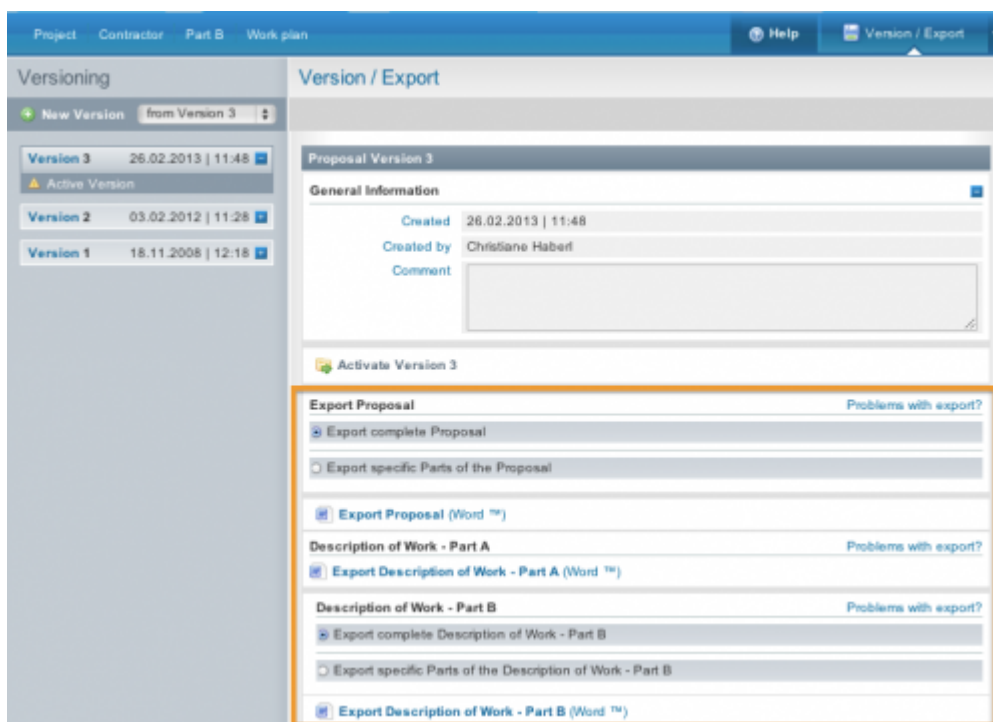 Project Contractor Part B Work plan Help Version / Export
Versioning
New Version from Version 3
Version 3 26.02.2013 | 11:48
Active Version
Version 2 03.02.2012 | 11:28
Version 1 18.11.2008 | 12:18
Version / Export
Proposal Version 3
General Information
Created 26.02.2013 | 11:48
Created by Christiane Haberl
Comment
Activate Version 3
Export Proposal Problems with export?
Export complete Proposal
Export specific Parts of the Proposal
Export Proposal (Word ™)
Description of Work - Part A Problems with export?
Export Description of Work - Part A (Word ™)
Description of Work - Part B Problems with export?
Export complete Description of Work - Part B
Export specific Parts of the Description of Work - Part B
Export Description of Work - Part B (Word ™)